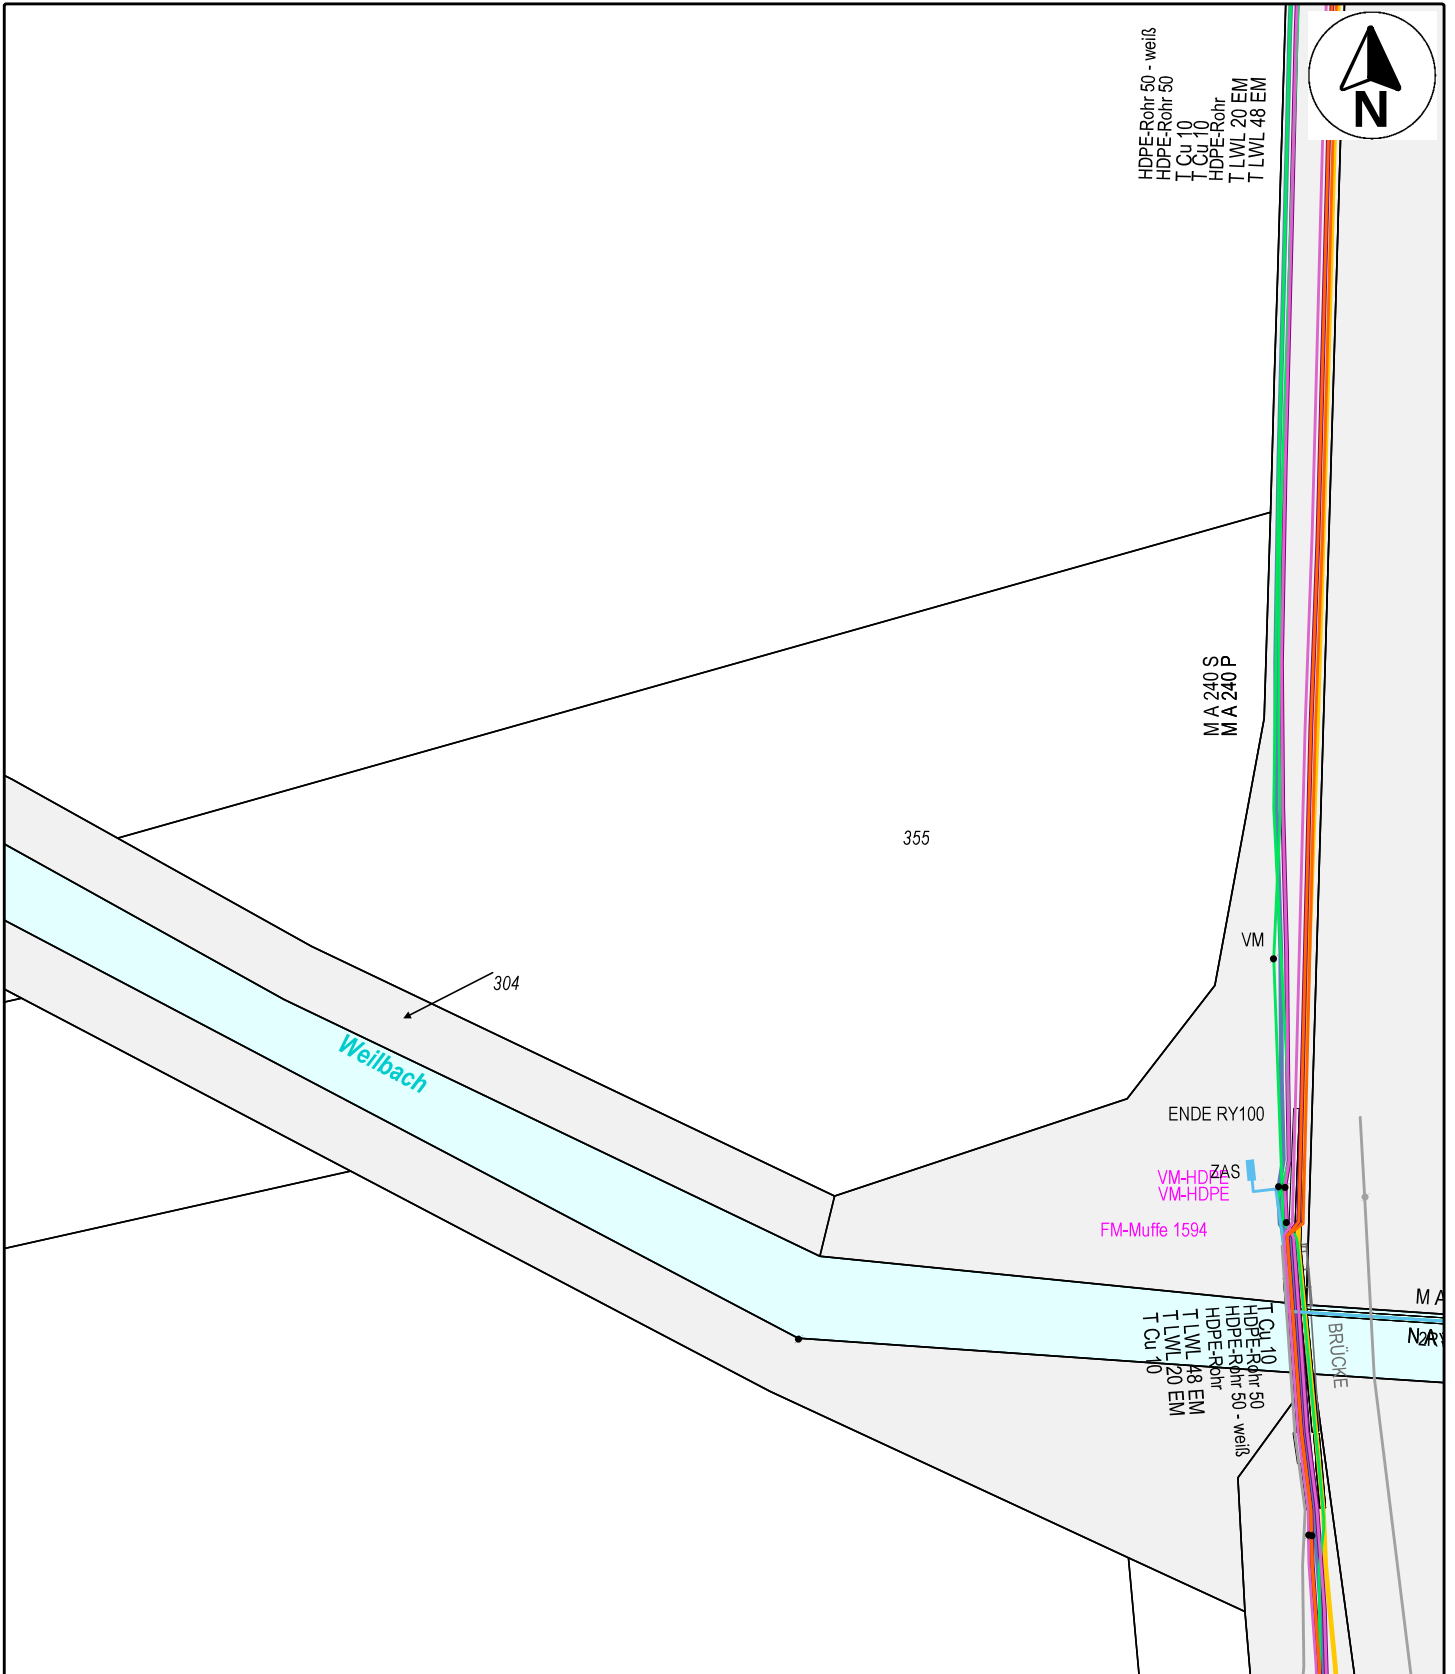 HDPE-Rohr 50 - weiß
HDPE-Rohr 50
T Cu 10
T Cu 10
HDPE-Rohr
T LWL 20 EM
T LWL 48 EM
N
M A 240 S
M A 240 P
355
VM
304
Weilbach
ENDE RY100
ZAS
VM-HDPE
VM-HDPE
FM-Muffe 1594
M A
N A
2RY
T Cu 10
HDPE-Rohr 50
HDPE-Rohr 50 - weiß
HDPE-Rohr
T LWL 48 EM
T LWL 20 EM
T Cu 10
BRÜCKE